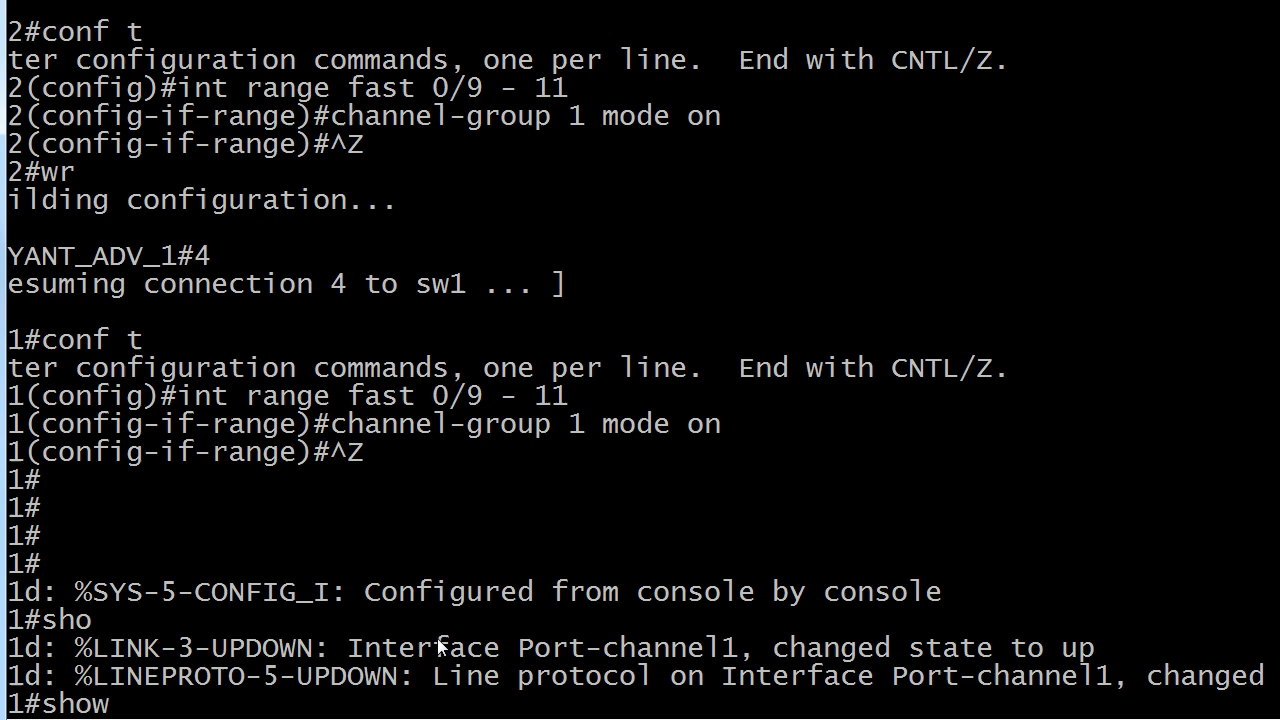 2#conf t
ter configuration commands, one per line.  End with CNTL/Z.
2(config)#int range fast 0/9 - 11
2(config-if-range)#channel-group 1 mode on
2(config-if-range)#^Z
2#wr
ilding configuration...
YANT_ADV_1#4
esuming connection 4 to sw1 ... ]
1#conf t
ter configuration commands, one per line.  End with CNTL/Z.
1(config)#int range fast 0/9 - 11
1(config-if-range)#channel-group 1 mode on
1(config-if-range)#^Z
1#
1#
1#
1#
1d: %SYS-5-CONFIG_I: Configured from console by console
1#sho
1d: %LINK-3-UPDOWN: Interface Port-channel1, changed state to up
1d: %LINEPROTO-5-UPDOWN: Line protocol on Interface Port-channel1, changed
1#show